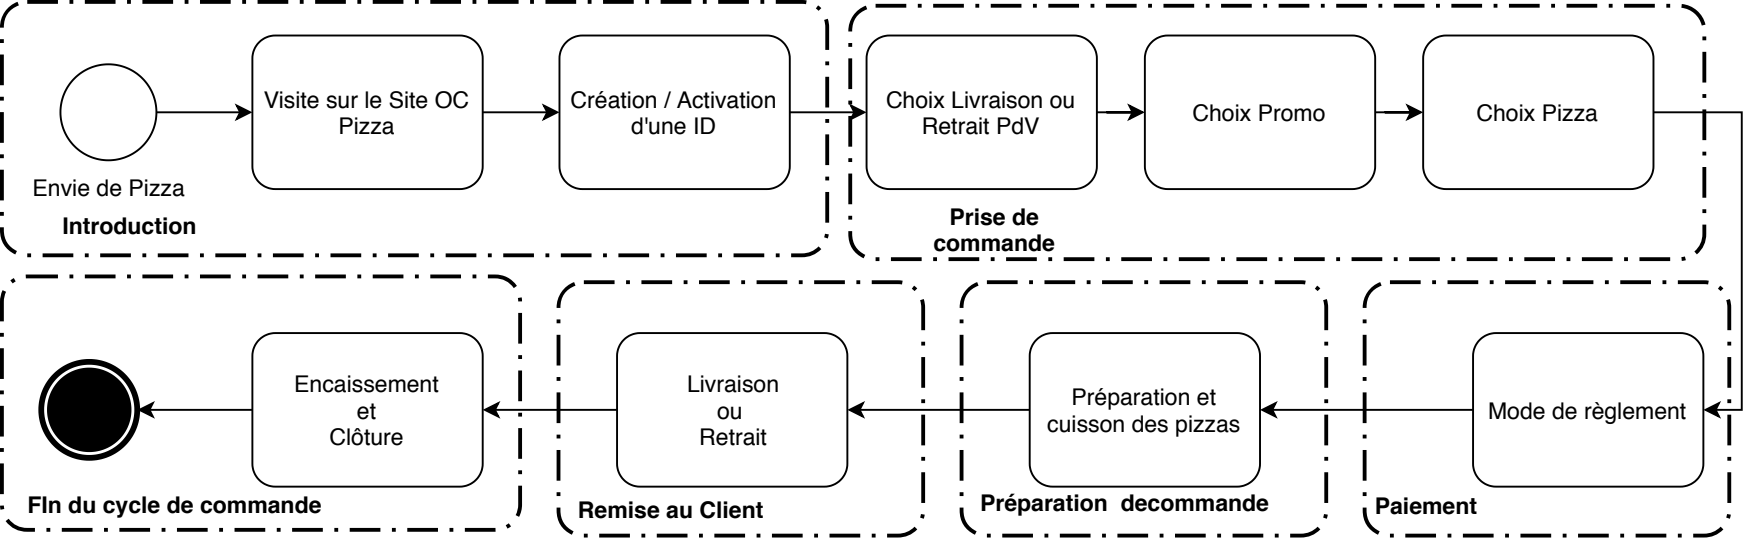 Visite sur le Site OC
Pizza
Création / Activation
d'une ID
Envie de Pizza
Introduction
Choix Livraison ou
Retrait PdV
Choix Promo
Choix Pizza
Prise de
commande
Mode de règlement
Paiement
Préparation et
cuisson des pizzas
Préparation  decommande
Livraison
ou
Retrait
Remise au Client
Encaissement
et
Clôture
FIn du cycle de commande